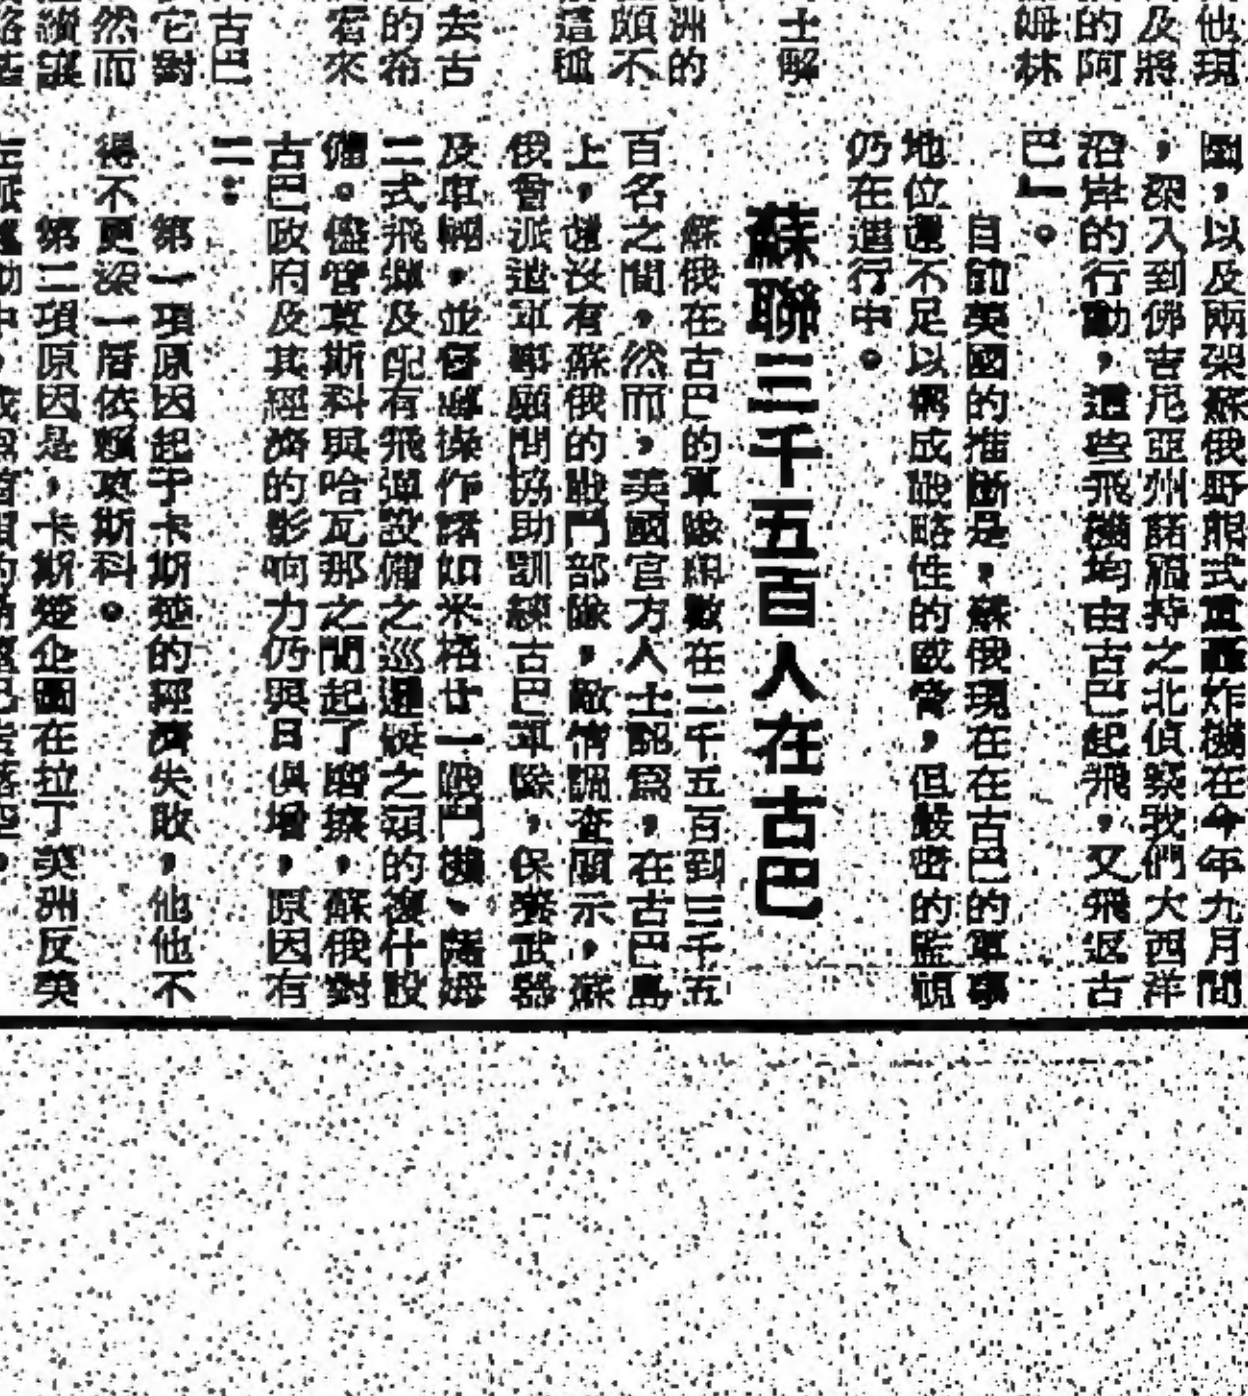 他現
及將
的阿
姆林
士解
洲的
頗不
這種
去古
的希
看來
古巴
它對
然而
續讓
國，以及兩架蘇俄野熊式重轟炸機在今年九月間
，深入到佛吉尼亞州諾福持之北偵察我們大西洋
沿岸的行動，這些飛機均由古巴起飛，又飛返古
巴」。
自前英國的推斷是，蘇俄現在在古巴的軍事
地位還不足以構成戰略性的威脅，但嚴密的監視
仍在進行中。
蘇聯三千五百人在古巴
蘇俄在古巴的軍隊總數在二千五百到三千五
百名之間，然而，美國官方人士認爲，在古巴島
上，還沒有蘇俄的戰鬥部隊，敵情調查顯示，蘇
俄曾派遣軍事顧問協助訓練古巴軍隊，保養武器
及車輛，並督導操作諸如米格廿一戰鬥機、薩姆
二式飛彈及配有飛彈設備之巡邏艇之類的複什設
備。儘管莫斯科與哈瓦那之間起了磨擦，蘇俄對
古巴政府及其經濟的影响力仍與日俱增，原因有
二：
第一項原因起于卡斯楚的經濟失敗，他他不
得不更深一層依賴莫斯科。
第二項原因是，卡斯楚企圖在拉丁美洲反美